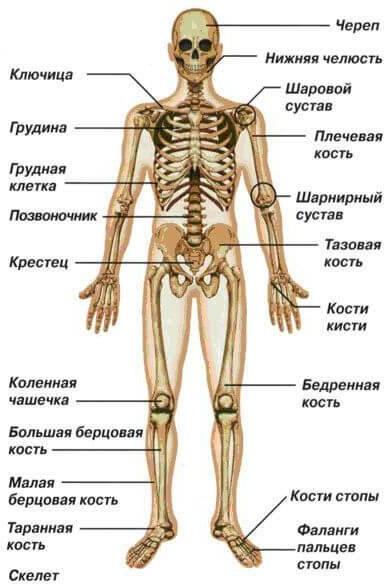 Череп
Нижняя челюсть
Ключица
Шаровой
сустав
Грудина
Плечевая
кость
Грудная
клетка
Шарнирный
сустав
Позвоночник
Тазовая
кость
Крестец
Кости
кисти
Коленная
чашечка
Бедренная
кость
Большая берцовая
кость
Малая
берцовая кость
Кости стопы
Таранная
кость
Фаланги
пальцев
стопы
Скелет